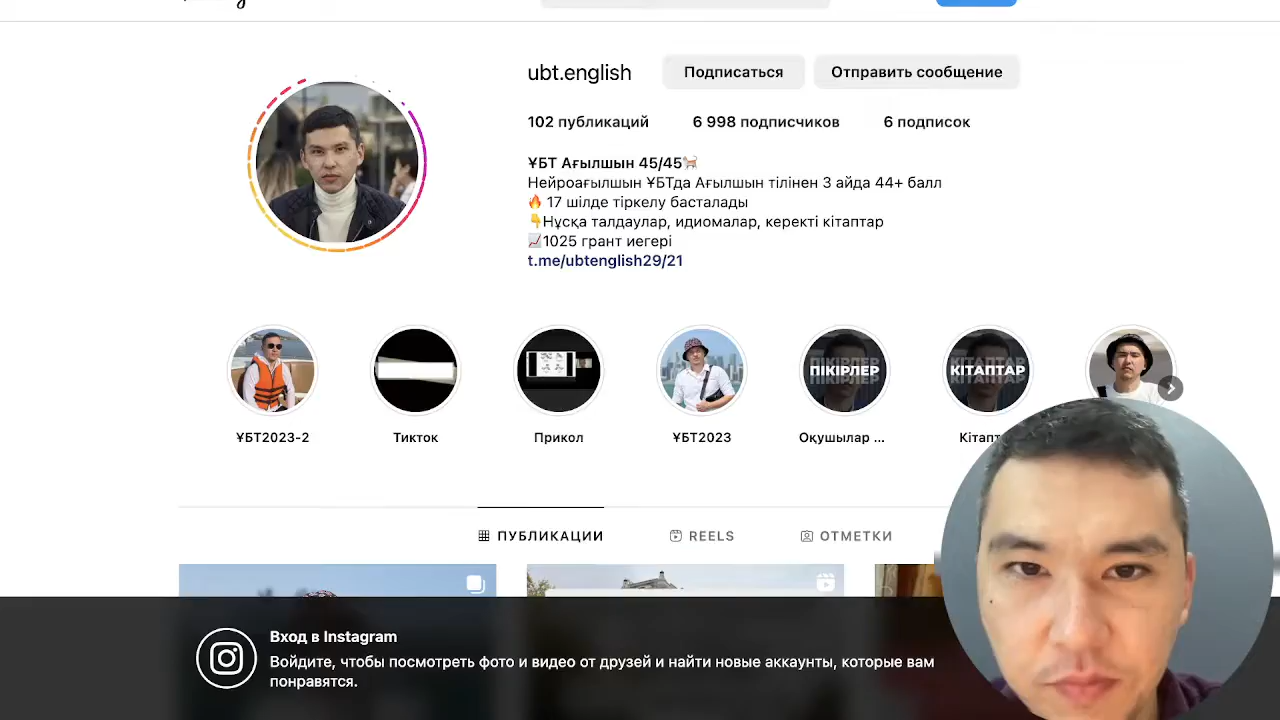 ubt.english
Подписаться
Отправить сообщение
102 публикаций
6 998 подписчиков
6 подписок
ҰБТ Ағылшын 45/45🐕
Нейроағылшын ҰБТда Ағылшын тілінен 3 айда 44+ балл
🔥 17 шілде тіркелу басталады
👇Нұсқа талдаулар, идиомалар, керекті кітаптар
📈1025 грант иегері
t.me/ubtenglish29/21
ПІКІРЛЕР
КІТАПТАР
ҰБТ2023-2
Тикток
Прикол
ҰБТ2023
Оқушылар ...
ПУБЛИКАЦИИ
REELS
ОТМЕТКИ
Вход в Instagram
Войдите, чтобы посмотреть фото и видео от друзей и найти новые аккаунты, которые вам
понравятся.